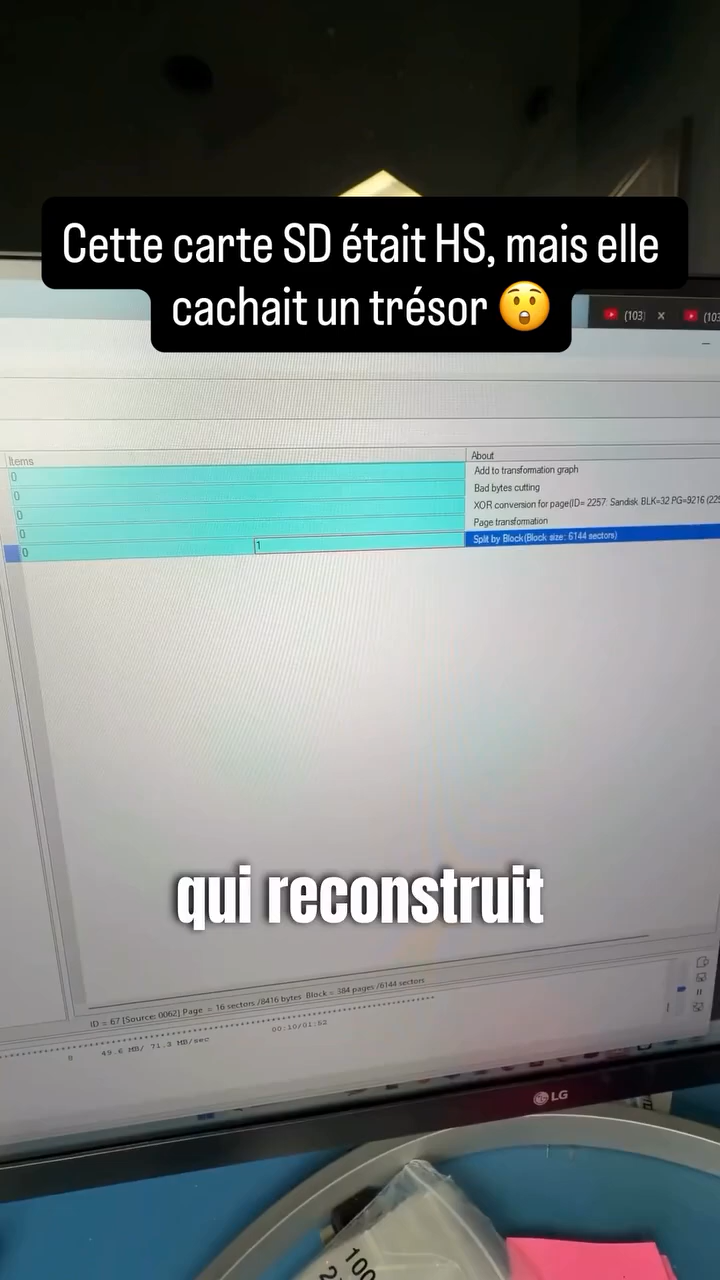 Cette carte SD était HS, mais elle
cachait un trésor 😲
(103) × (103
Items
About
0 Add to transformation graph
0 Bad bytes cutting
0 XOR conversion for page(ID= 2257: Sandisk BLK=32 PG=9216 (229
0 Page transformation
0 1 Split by Block(Block size: 6144 sectors)
qui reconstruit
ID = 67 [Source: 0062] Page = 16 sectors /8416 bytes Block = 384 pages /6144 sectors
49.6 MB/ 71.3 MB/sec 00:10/01:52
LG
100